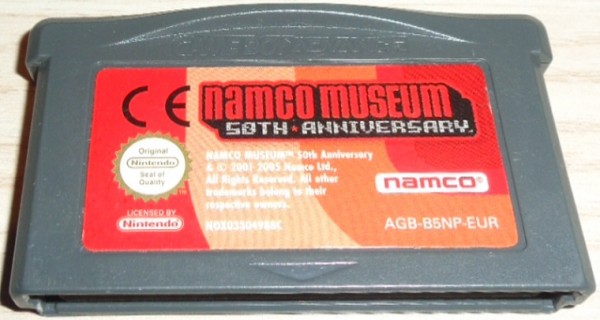 GAME BOY ADVANCE
CE
namco museum
50TH ★ ANNIVERSARY
Original
Nintendo
Seal of
Quality
TM
NAMCO MUSEUM™ 50th Anniversary
& © 2001 2005 Namco Ltd.,
All Rights Reserved. All other
trademarks belong to their
respective owners.
namco®
LICENSED BY
Nintendo
AGB-B5NP-EUR